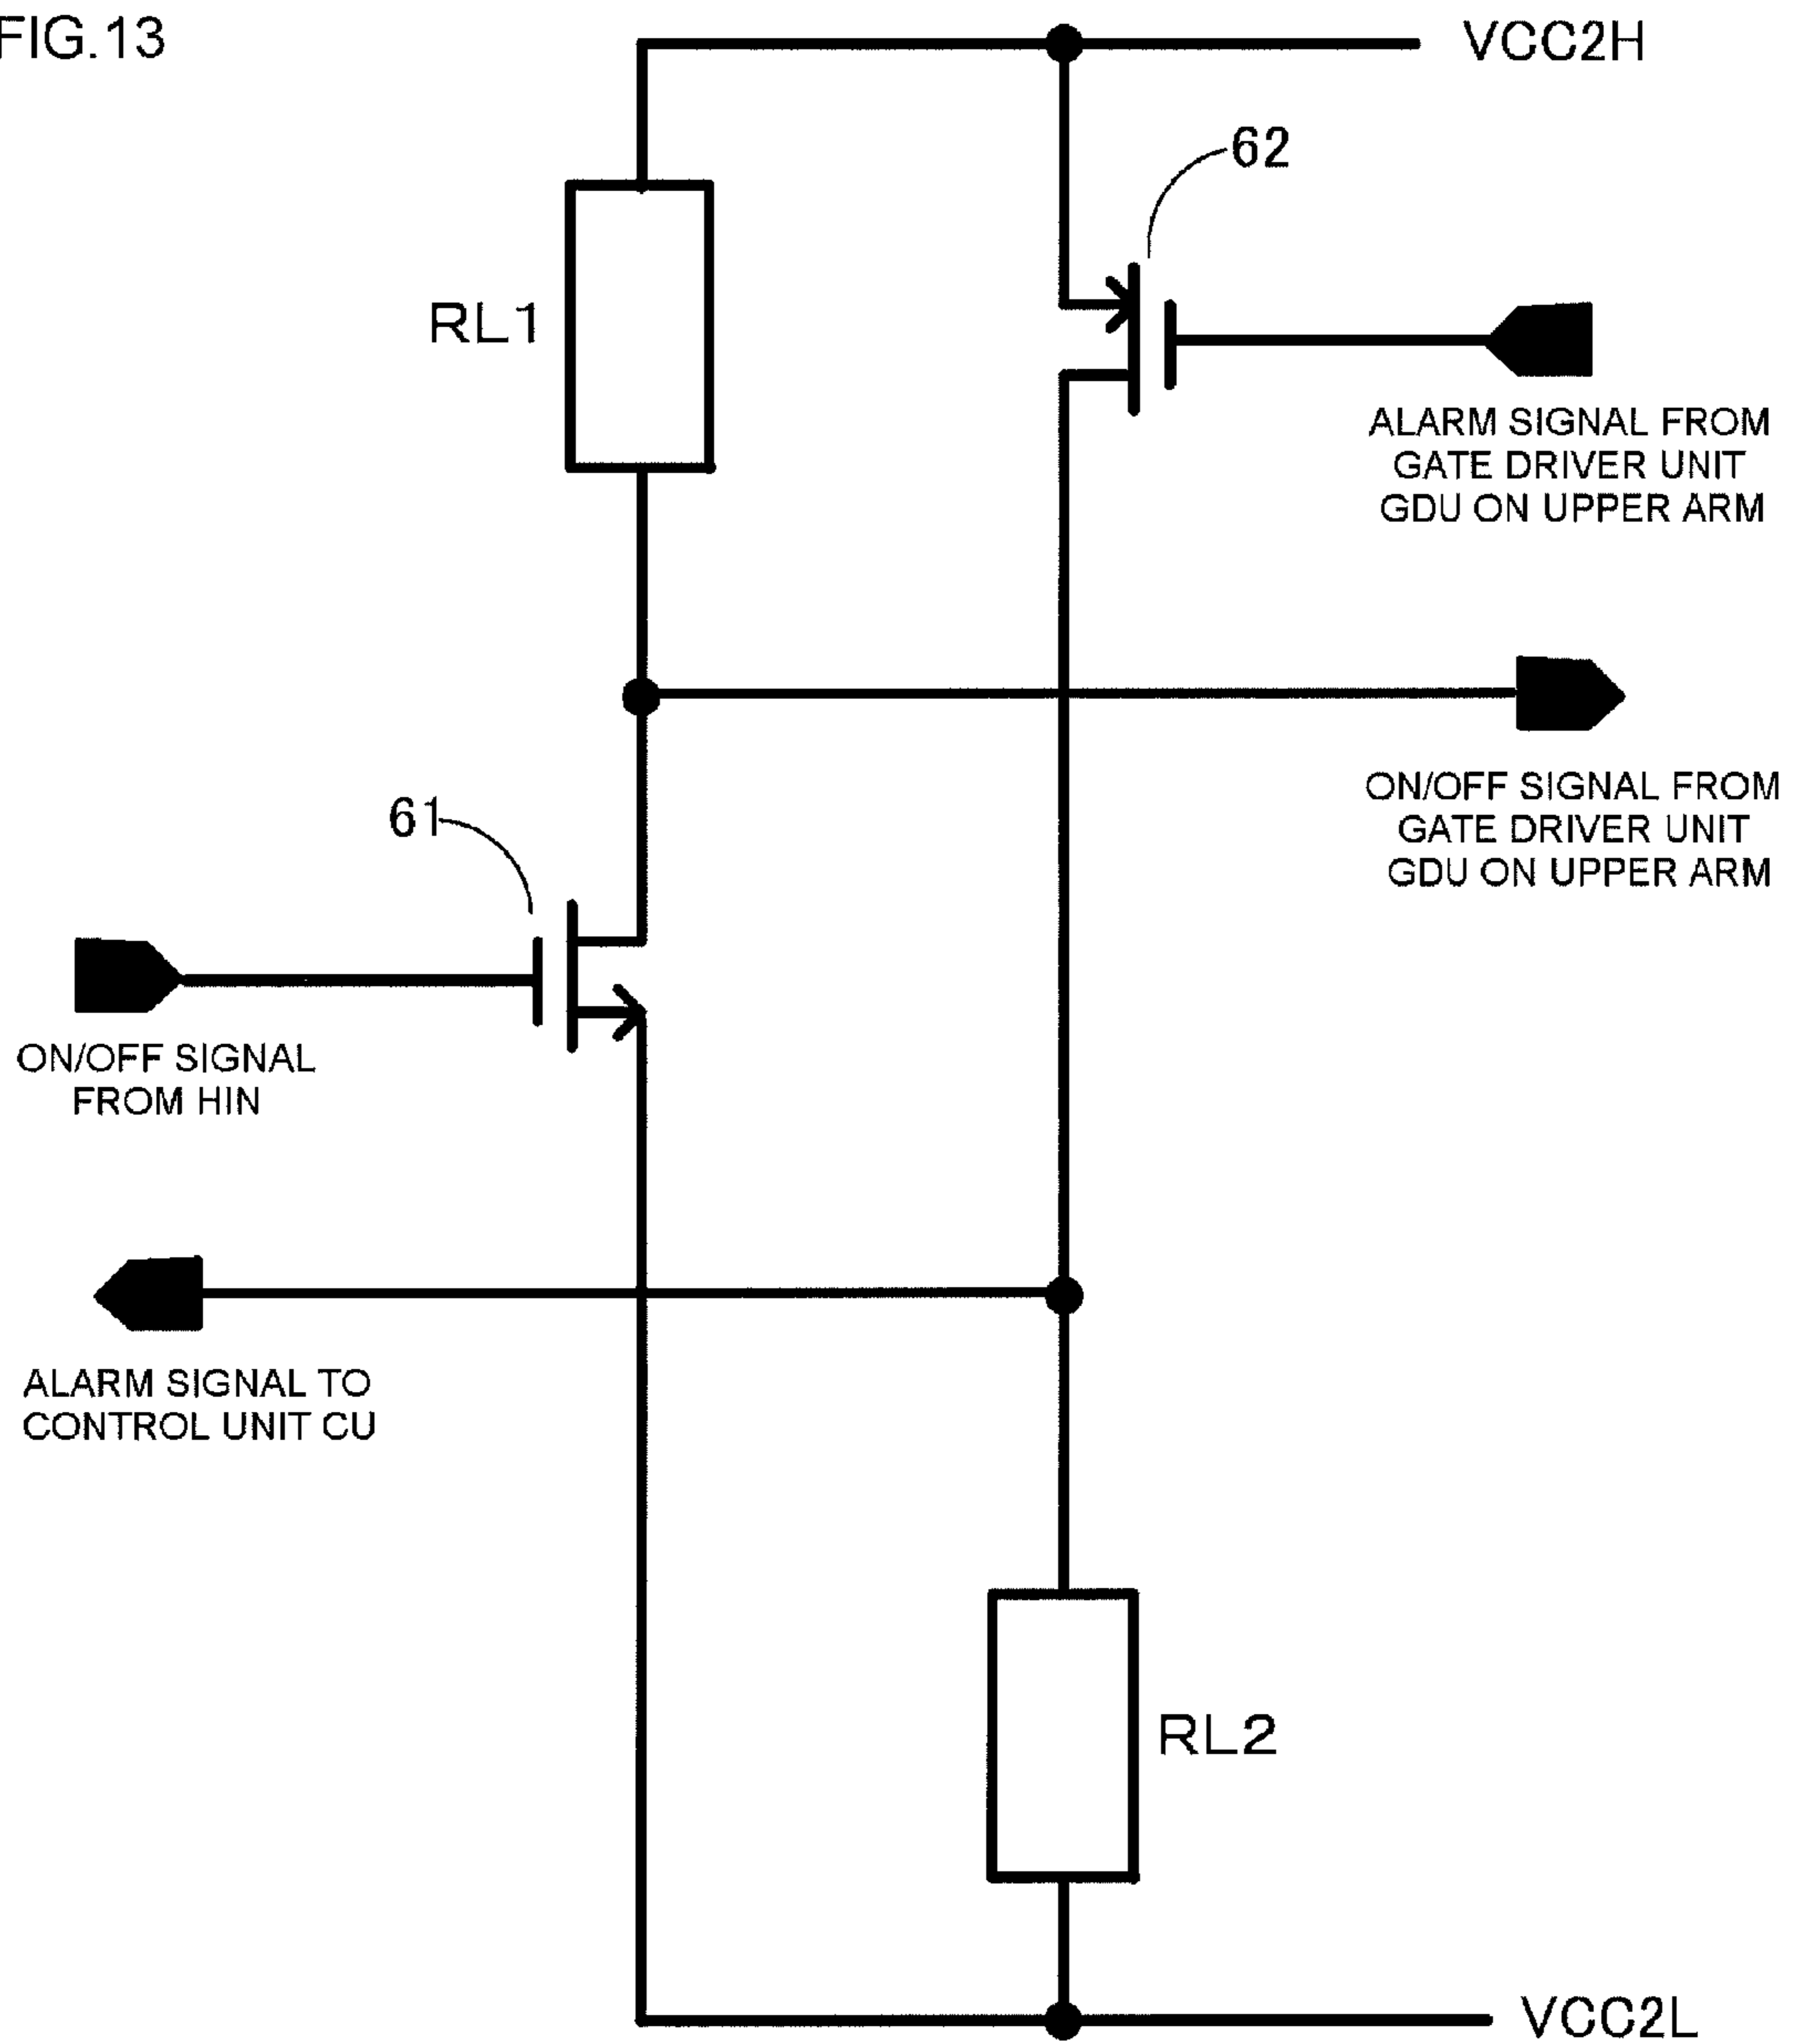 FIG.13
VCC2H
62
RL1
ALARM SIGNAL FROM
GATE DRIVER UNIT
GDU ON UPPER ARM
61
ON/OFF SIGNAL FROM
GATE DRIVER UNIT
GDU ON UPPER ARM
ON/OFF SIGNAL
FROM HIN
ALARM SIGNAL TO
CONTROL UNIT CU
RL2
VCC2L